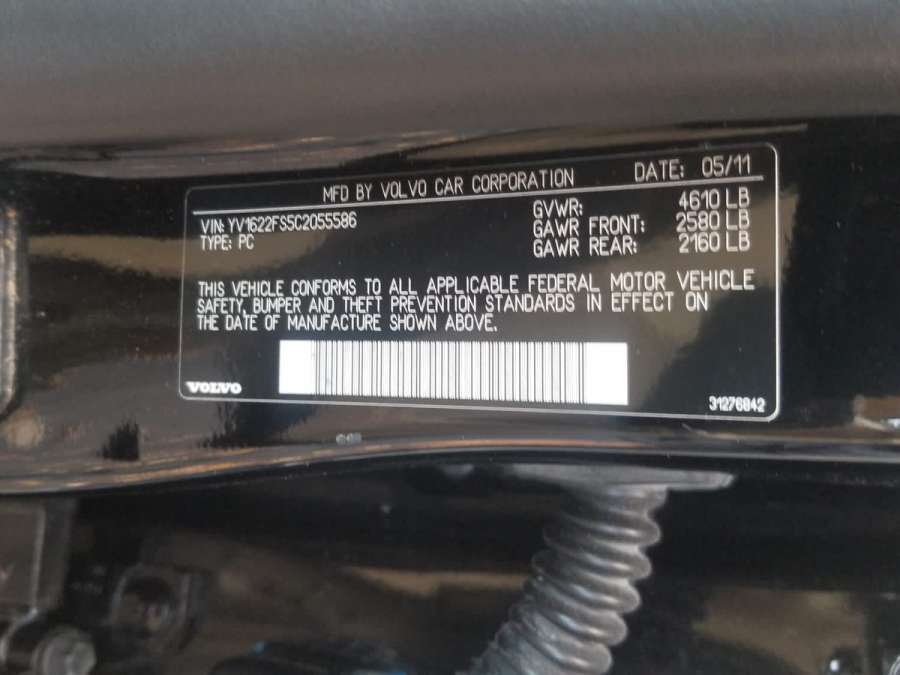 MFD BY VOLVO CAR CORPORATION DATE: 05/11
VIN: YV1622FS5C2055586
TYPE: PC
GVWR: 4610 LB
GAWR FRONT: 2580 LB
GAWR REAR: 2160 LB
THIS VEHICLE CONFORMS TO ALL APPLICABLE FEDERAL MOTOR VEHICLE
SAFETY, BUMPER AND THEFT PREVENTION STANDARDS IN EFFECT ON
THE DATE OF MANUFACTURE SHOWN ABOVE.
VOLVO
31276842